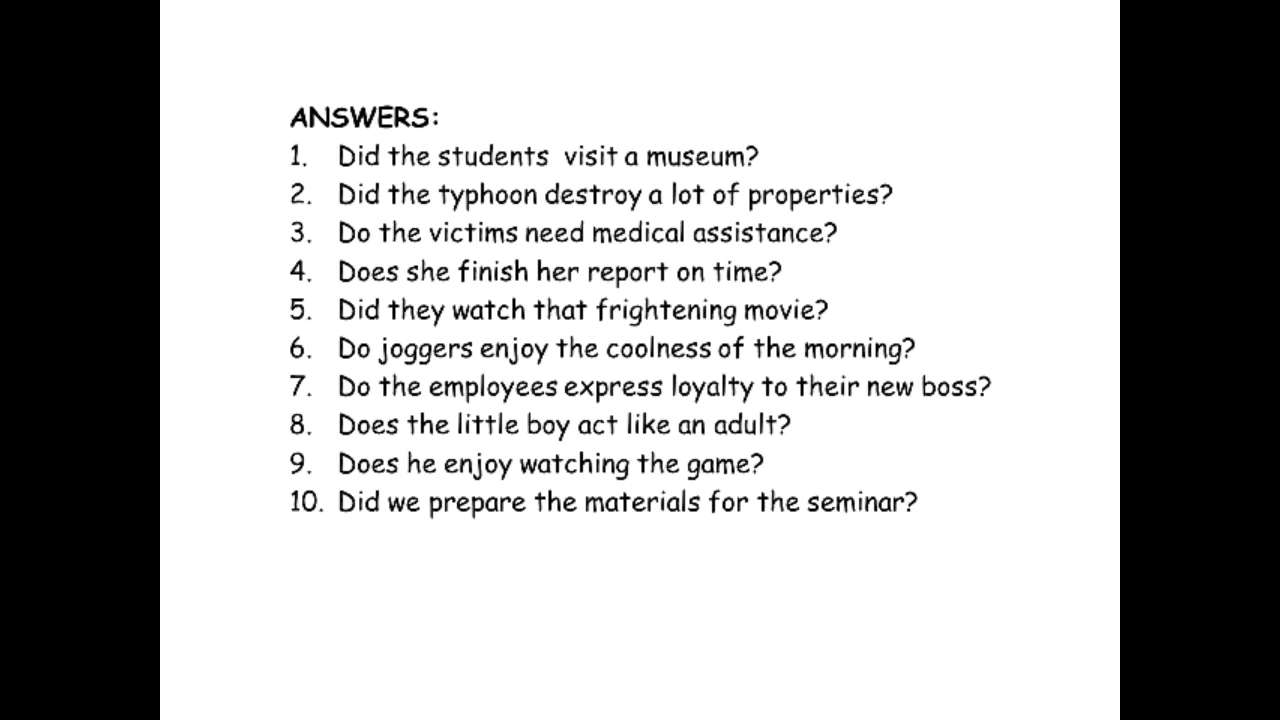 ANSWERS:
1. Did the students visit a museum?
2. Did the typhoon destroy a lot of properties?
3. Do the victims need medical assistance?
4. Does she finish her report on time?
5. Did they watch that frightening movie?
6. Do joggers enjoy the coolness of the morning?
7. Do the employees express loyalty to their new boss?
8. Does the little boy act like an adult?
9. Does he enjoy watching the game?
10. Did we prepare the materials for the seminar?